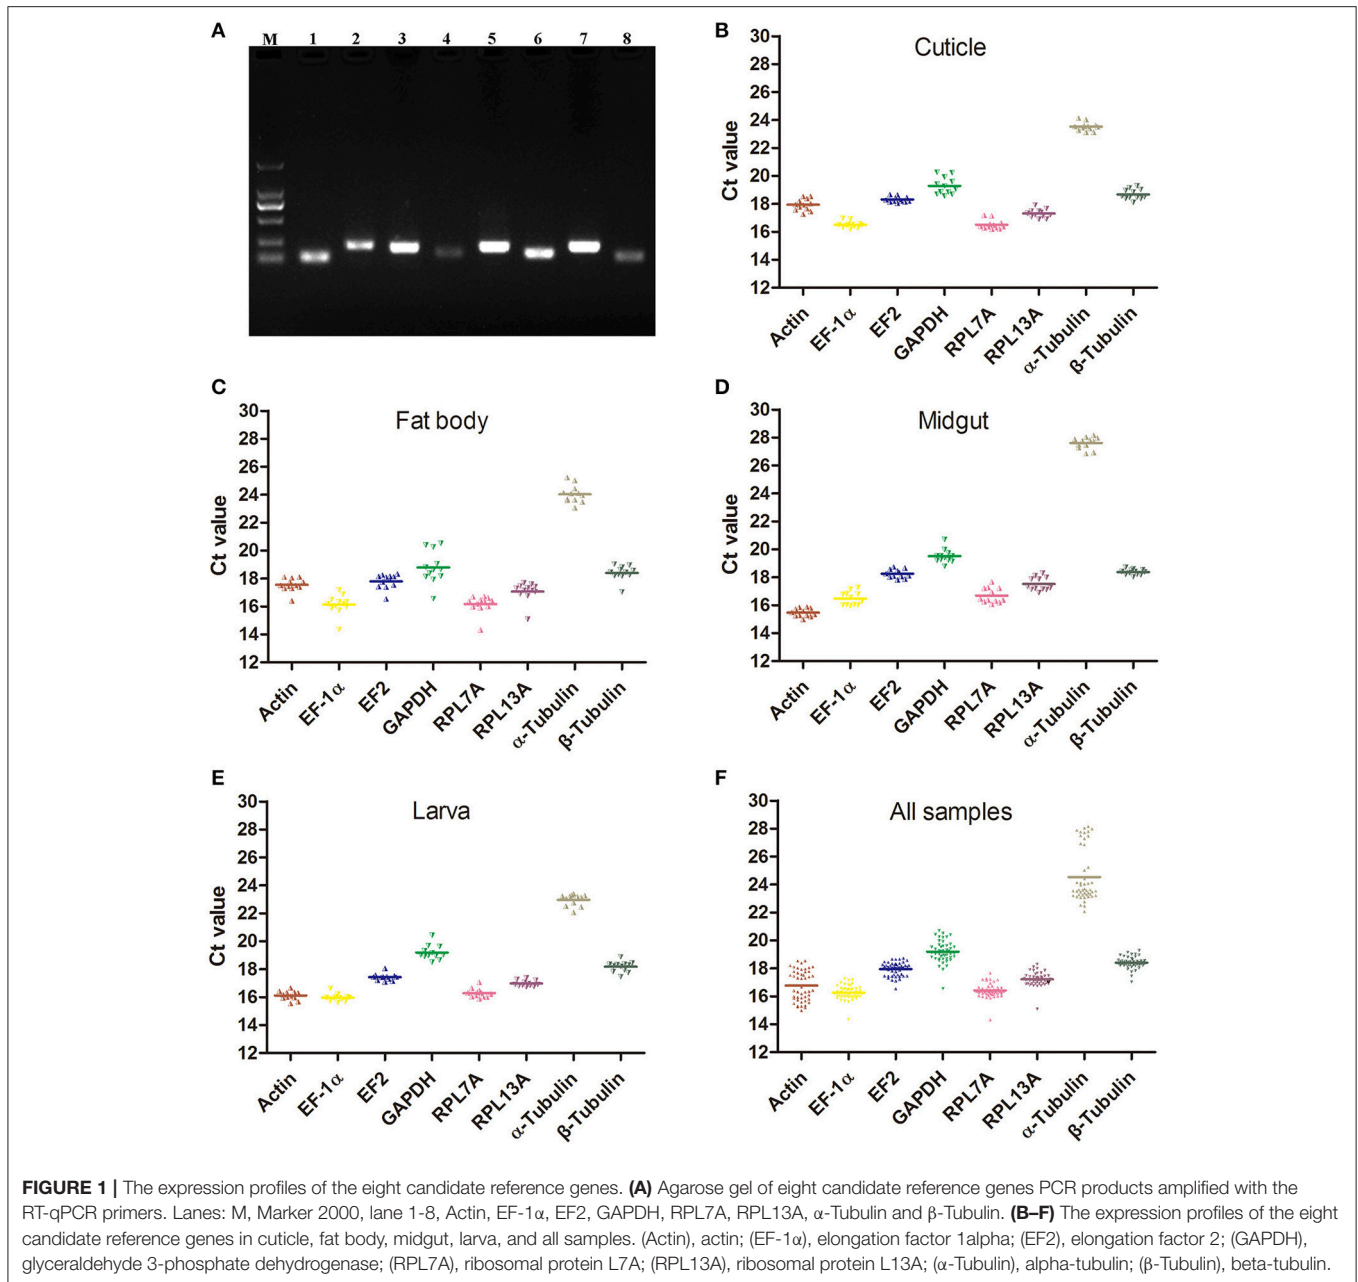 A
M 1 2 3 4 5 6 7 8
B
Cuticle
Ct value
30
28
26
24
22
20
18
16
14
12
Actin
EF-1α
EF2
GAPDH
RPL7A
RPL13A
α-Tubulin
β-Tubulin
C
Fat body
Ct value
30
28
26
24
22
20
18
16
14
12
Actin
EF-1α
EF2
GAPDH
RPL7A
RPL13A
α-Tubulin
β-Tubulin
D
Midgut
Ct value
30
28
26
24
22
20
18
16
14
12
Actin
EF-1α
EF2
GAPDH
RPL7A
RPL13A
α-Tubulin
β-Tubulin
E
Larva
Ct value
30
28
26
24
22
20
18
16
14
12
Actin
EF-1α
EF2
GAPDH
RPL7A
RPL13A
α-Tubulin
β-Tubulin
F
All samples
Ct value
30
28
26
24
22
20
18
16
14
12
Actin
EF-1α
EF2
GAPDH
RPL7A
RPL13A
α-Tubulin
β-Tubulin
FIGURE 1 | The expression profiles of the eight candidate reference genes. (A) Agarose gel of eight candidate reference genes PCR products amplified with the
RT-qPCR primers. Lanes: M, Marker 2000, lane 1-8, Actin, EF-1α, EF2, GAPDH, RPL7A, RPL13A, α-Tubulin and β-Tubulin. (B–F) The expression profiles of the eight
candidate reference genes in cuticle, fat body, midgut, larva, and all samples. (Actin), actin; (EF-1α), elongation factor 1alpha; (EF2), elongation factor 2; (GAPDH),
glyceraldehyde 3-phosphate dehydrogenase; (RPL7A), ribosomal protein L7A; (RPL13A), ribosomal protein L13A; (α-Tubulin), alpha-tubulin; (β-Tubulin), beta-tubulin.